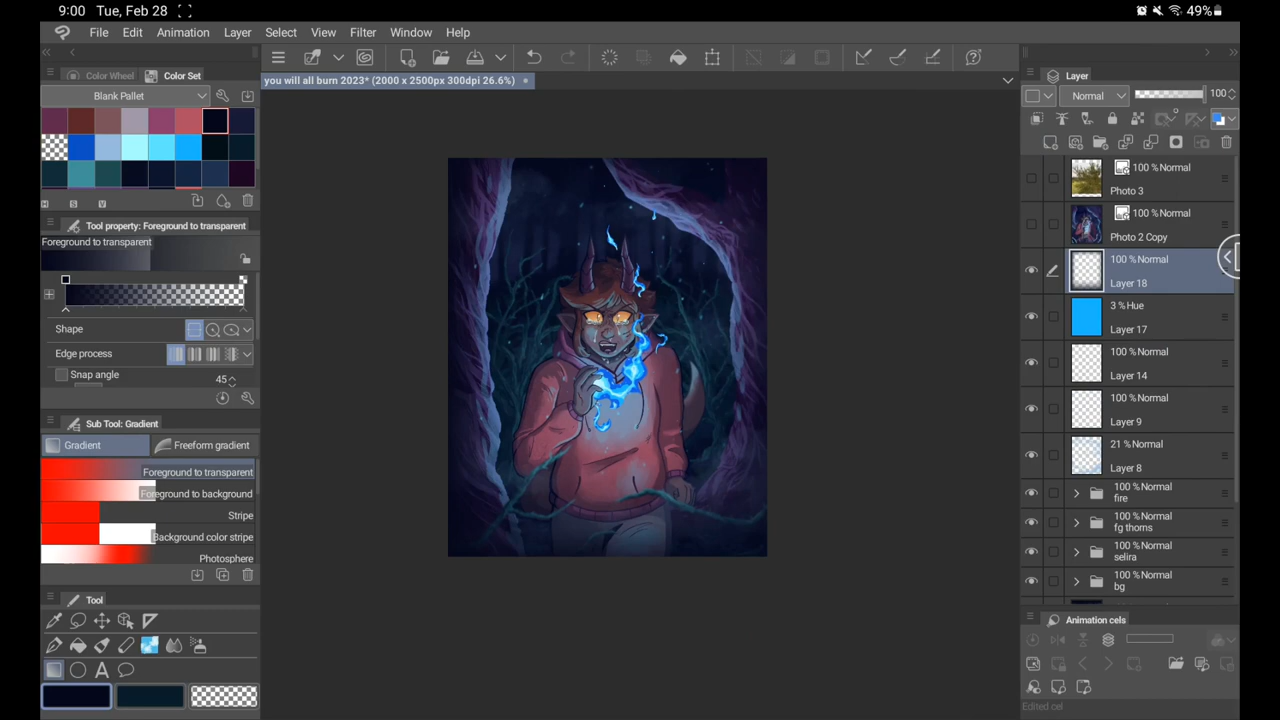 9:00 Tue, Feb 28
49%
File Edit Animation Layer Select View Filter Window Help
Color Wheel Color Set
Blank Pallet
H S V
Tool property: Foreground to transparent
Foreground to transparent
Shape
Edge process
Snap angle 45
Sub Tool: Gradient
Gradient Freeform gradient
Foreground to transparent
Foreground to background
Stripe
Background color stripe
Photosphere
Tool
A
you will all burn 2023* (2000 x 2500px 300dpi 26.6%)
Layer
Normal 100
100 %Normal
Photo 3
100 %Normal
Photo 2 Copy
100 %Normal
Layer 18
3 %Hue
Layer 17
100 %Normal
Layer 14
100 %Normal
Layer 9
21 %Normal
Layer 8
100 %Normal
fire
100 %Normal
fg thorns
100 %Normal
selira
100 %Normal
bg
Animation cels
Edited cel